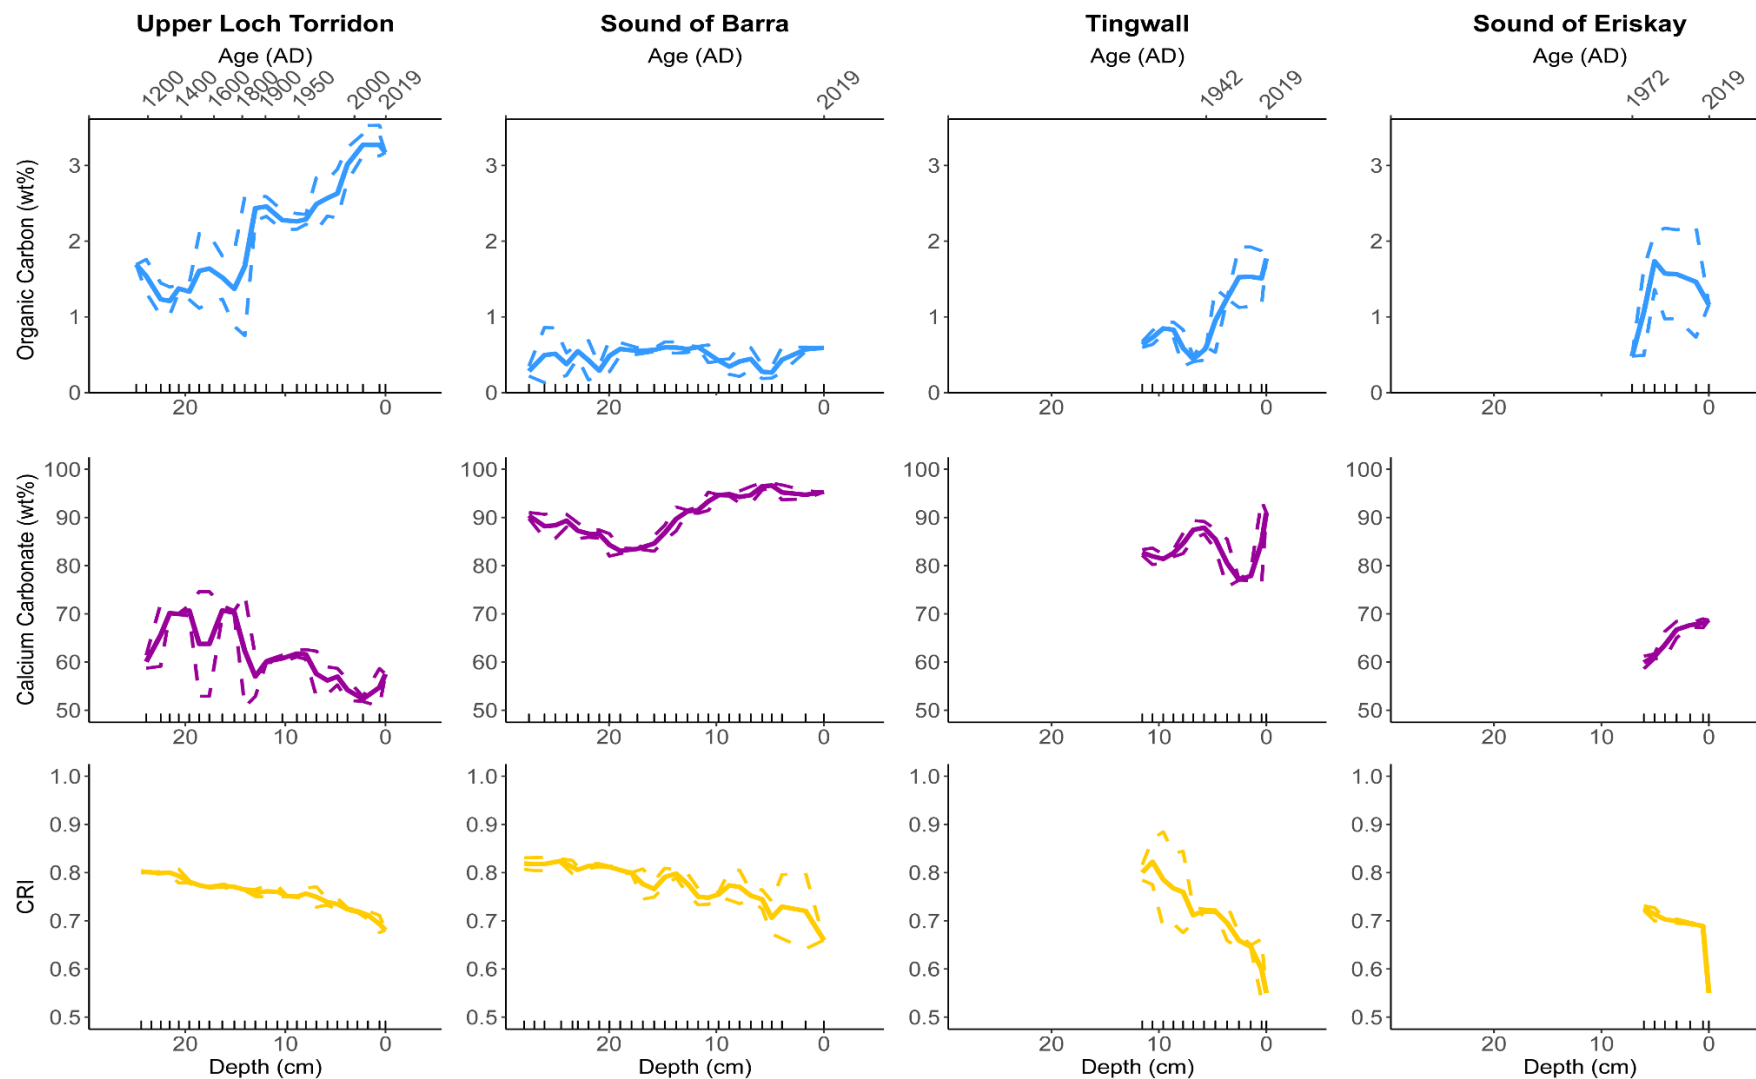 Upper Loch Torridon Sound of Barra Tingwall Sound of Eriskay
Age (AD) Age (AD) Age (AD) Age (AD)
1200 1400 1600 1800 1900 1950 2000 2019 2019 1942 2019 1972 2019
Organic Carbon (wt%)
3 3 3 3
2 2 2 2
1 1 1 1
0 0 0 0
20 0 20 0 20 10 0 20 10 0
Calcium Carbonate (wt%)
100 100 100 100
90 90 90 90
80 80 80 80
70 70 70 70
60 60 60 60
50 50 50 50
20 10 0 20 10 0 20 10 0 20 10 0
CRI
1.0 1.0 1.0 1.0
0.9 0.9 0.9 0.9
0.8 0.8 0.8 0.8
0.7 0.7 0.7 0.7
0.6 0.6 0.6 0.6
0.5 0.5 0.5 0.5
20 10 0 20 10 0 20 10 0 20 10 0
Depth (cm) Depth (cm) Depth (cm) Depth (cm)